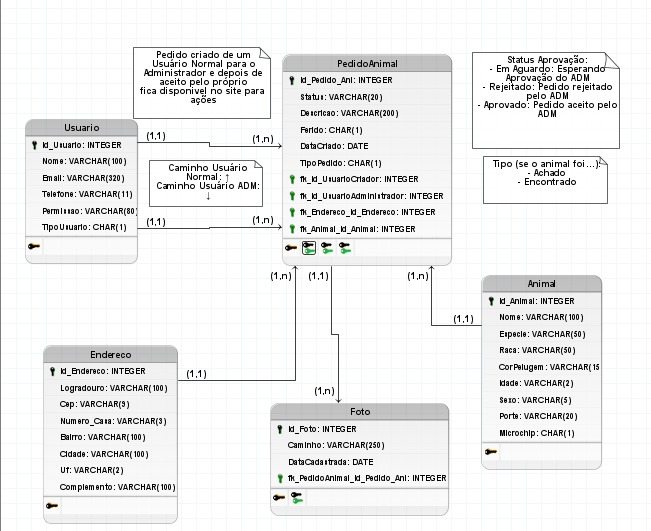 Pedido criado de um
Usuário Normal para o
Administrador e depois de
aceito pelo próprio
fica disponivel no site para
ações
PedidoAnimal
Id_Pedido_Ani: INTEGER
Status: VARCHAR(20)
Descricao: VARCHAR(200)
Ferido: CHAR(1)
DataCriado: DATE
TipoPedido: CHAR(1)
fk_Id_UsuarioCriador: INTEGER
fk_Id_UsuarioAdministrador: INTEGER
fk_Endereco_Id_Endereco: INTEGER
fk_Animal_Id_Animal: INTEGER
Status Aprovação:
- Em Aguardo: Esperando
Aprovação do ADM
- Rejeitado: Pedido rejeitado
pelo ADM
- Aprovado: Pedido aceito pelo
ADM
Tipo (se o animal foi...):
- Achado
- Encontrado
Usuario
Id_Usuario: INTEGER
Nome: VARCHAR(100)
Email: VARCHAR(320)
Telefone: VARCHAR(11)
Permissao: VARCHAR(80)
TipoUsuario: CHAR(1)
(1,1)
(1,n)
Caminho Usuário
Normal: ↑
Caminho Usuário ADM:
↓
(1,1)
(1,n)
(1,n)
(1,1)
(1,n)
(1,1)
(1,1)
(1,n)
Animal
Id_Animal: INTEGER
Nome: VARCHAR(100)
Especie: VARCHAR(50)
Raca: VARCHAR(50)
CorPelugem: VARCHAR(15
Idade: VARCHAR(2)
Sexo: VARCHAR(5)
Porte: VARCHAR(20)
Microchip: CHAR(1)
Endereco
Id_Endereco: INTEGER
Logradouro: VARCHAR(100)
Cep: VARCHAR(9)
Numero_Casa: VARCHAR(3)
Bairro: VARCHAR(100)
Cidade: VARCHAR(100)
Uf: VARCHAR(2)
Complemento: VARCHAR(100)
Foto
Id_Foto: INTEGER
Caminho: VARCHAR(250)
DataCadastrada: DATE
fk_PedidoAnimal_Id_Pedido_Ani: INTEGER